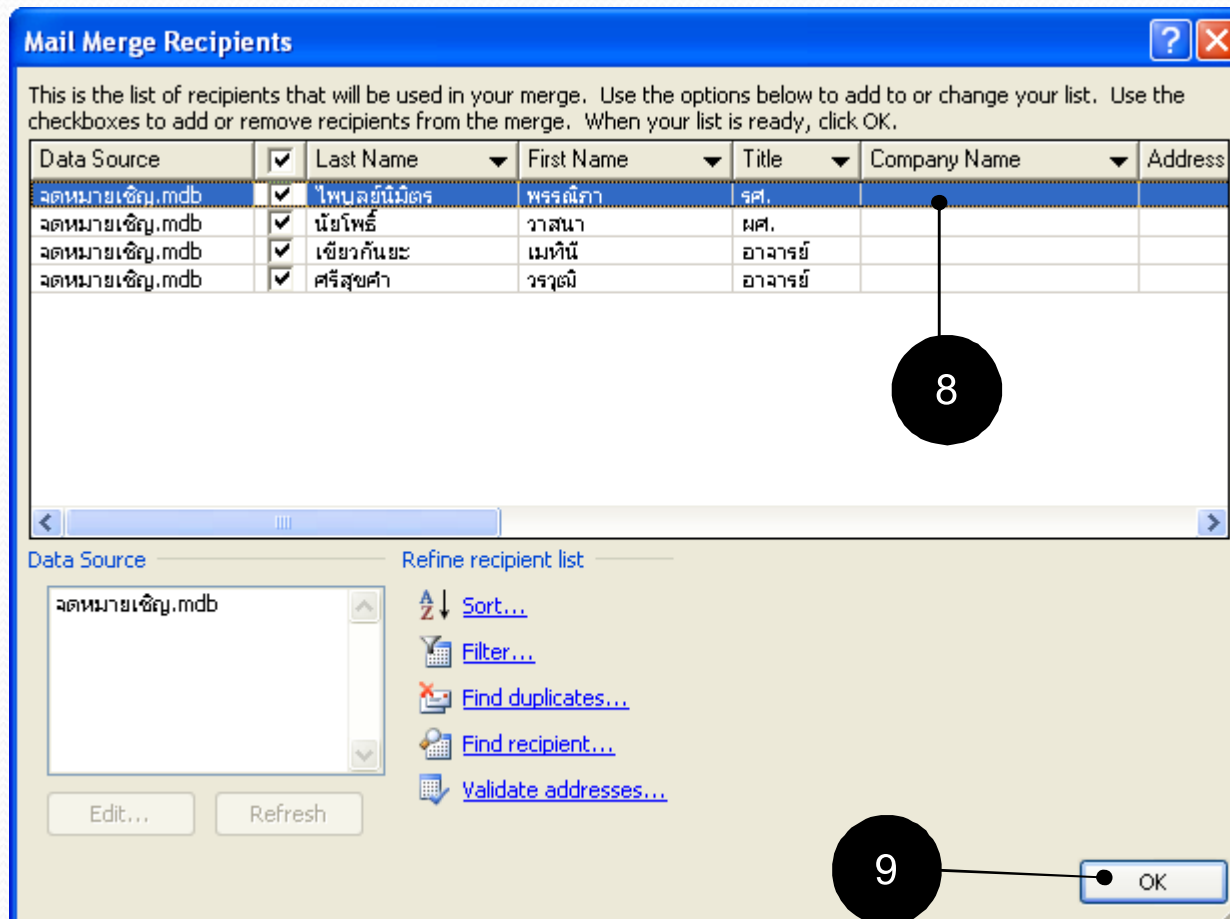 Mail Merge Recipients
This is the list of recipients that will be used in your merge. Use the options below to add to or change your list. Use the
checkboxes to add or remove recipients from the merge. When your list is ready, click OK.
Data Source Last Name First Name Title Company Name Address
จดหมายเชิญ.mdb ไพบูลย์นิมิตร พรรณิภา รศ.
จดหมายเชิญ.mdb นัยโพธิ์ วาสนา ผศ.
จดหมายเชิญ.mdb เขียวกันยะ เมทินี อาจารย์
จดหมายเชิญ.mdb ศรีสุขคำ วรวุฒิ อาจารย์
8
Data Source
จดหมายเชิญ.mdb
Edit... Refresh
Refine recipient list
Sort...
Filter...
Find duplicates...
Find recipient...
Validate addresses...
9
OK